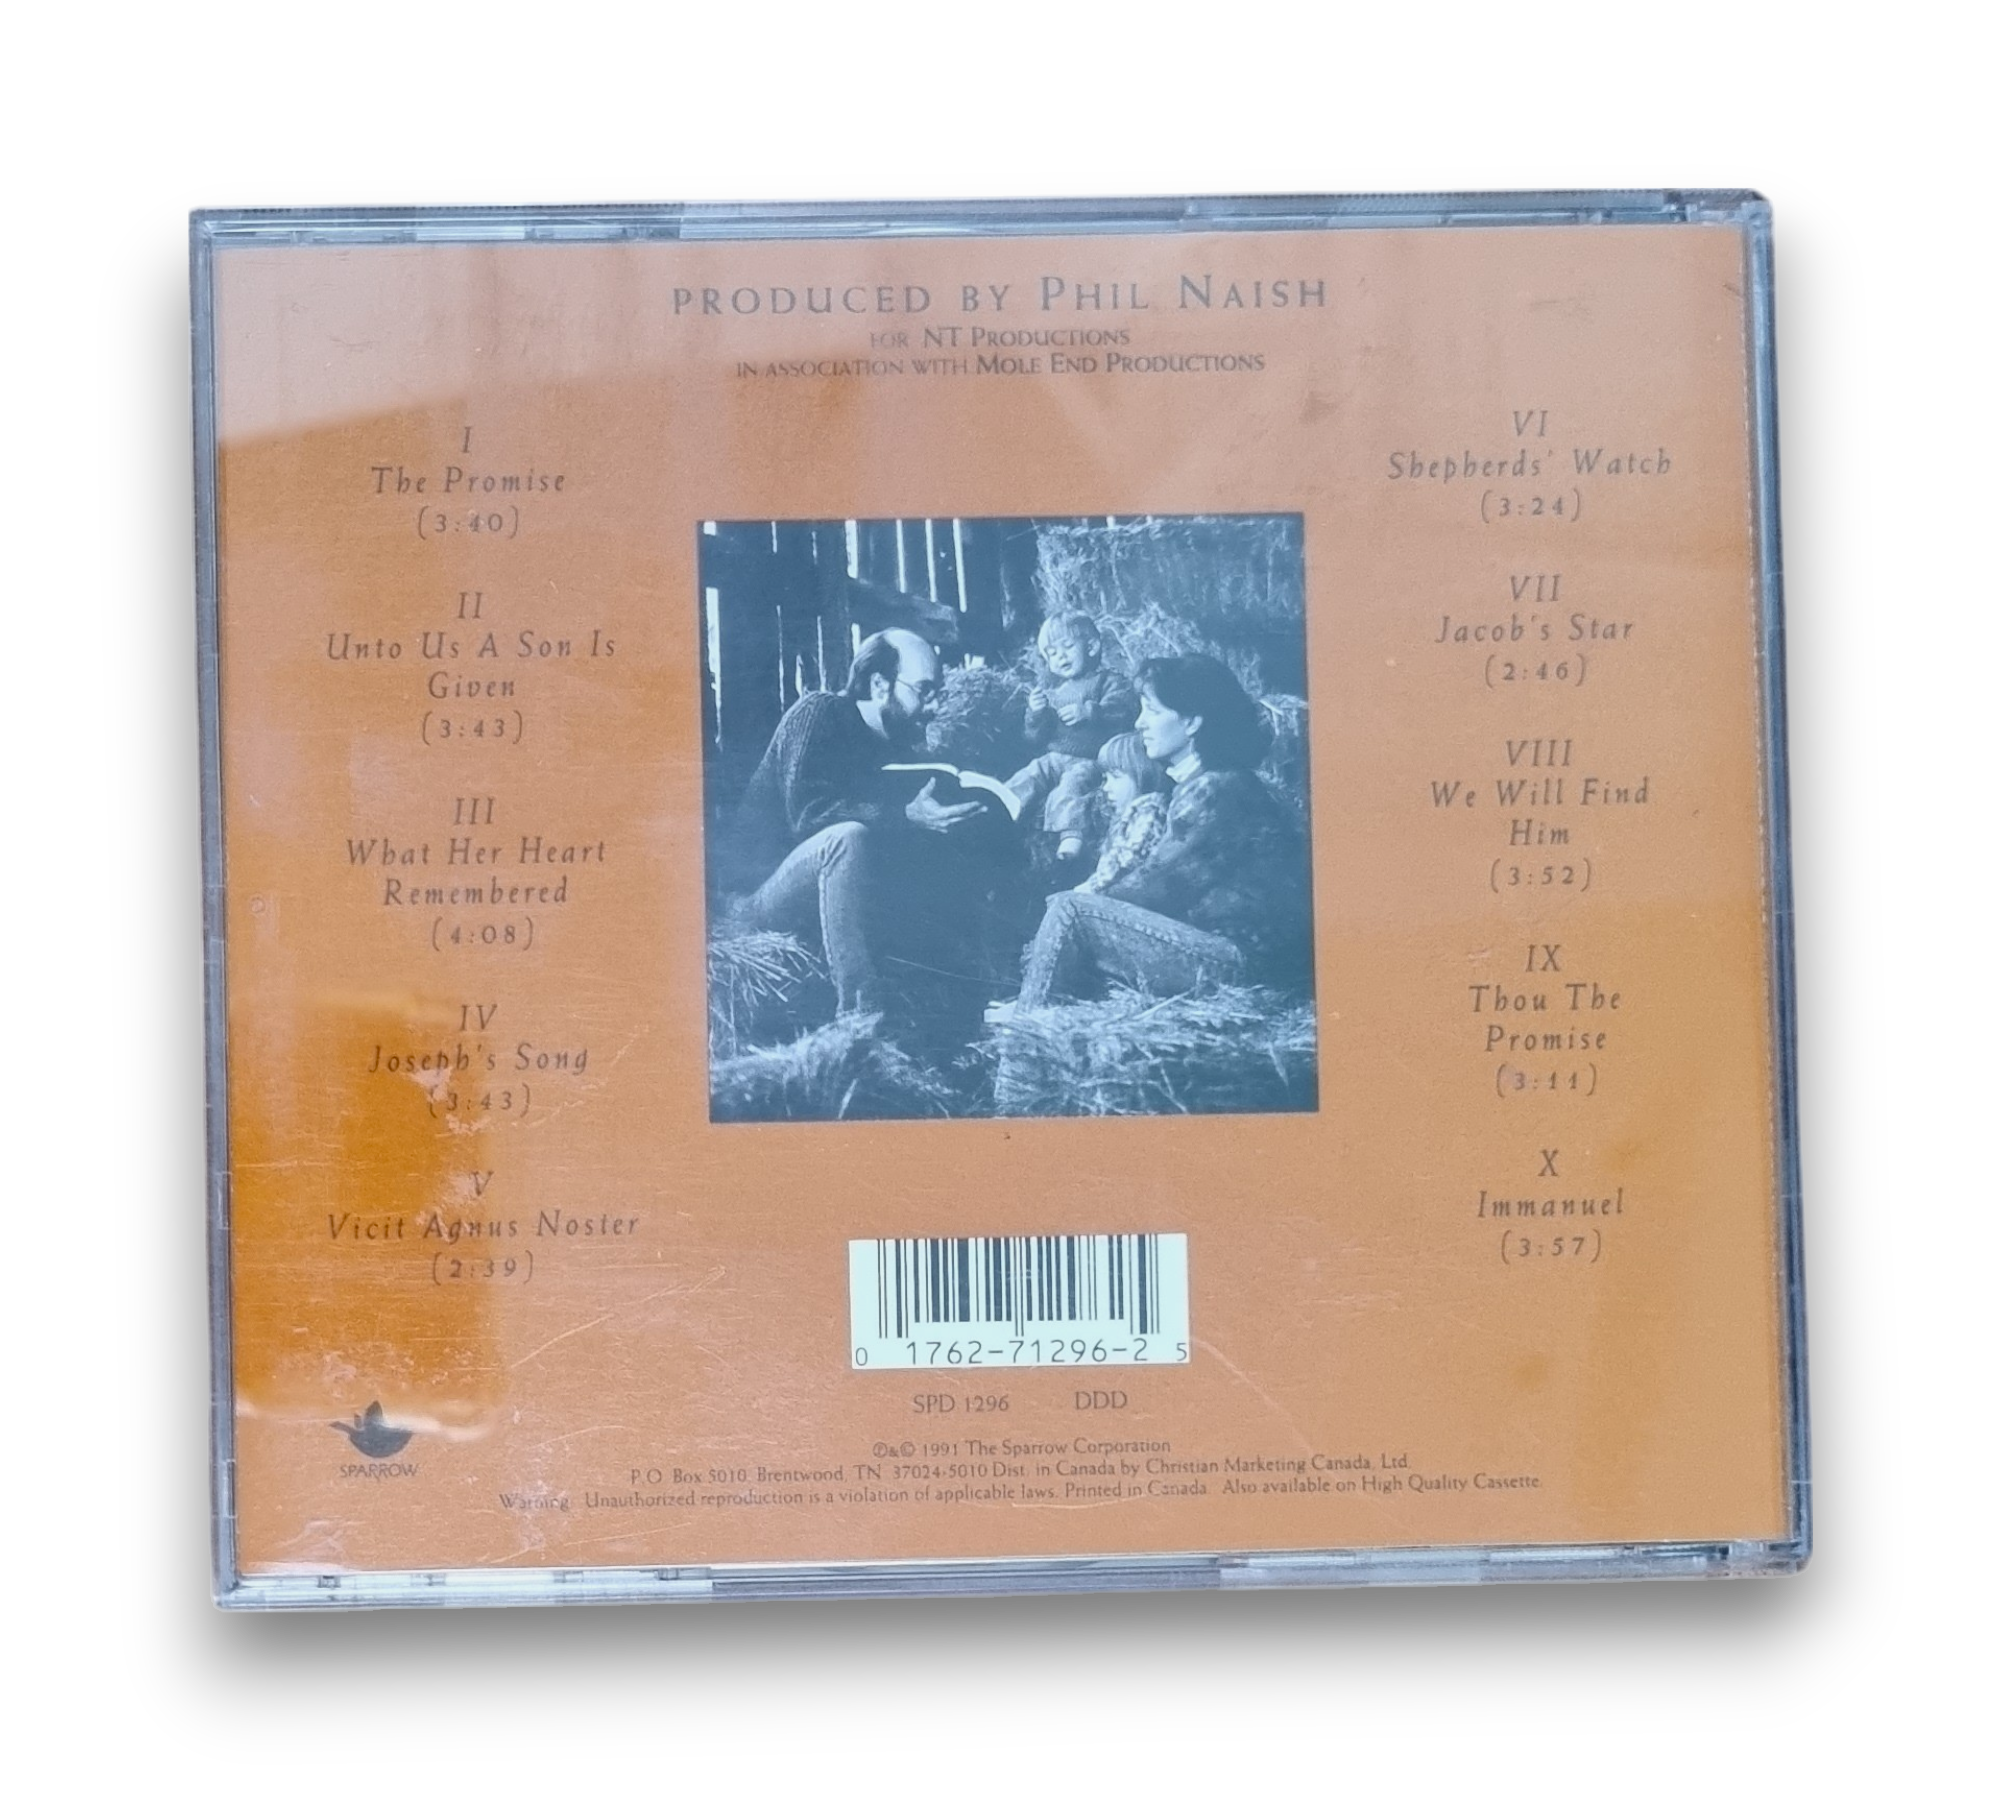 PRODUCED BY PHIL NAISH
FOR NT PRODUCTIONS
IN ASSOCIATION WITH MOLE END PRODUCTIONS
I
The Promise
(3:40)
II
Unto Us A Son Is
Given
(3:43)
III
What Her Heart
Remembered
(4:08)
IV
Joseph's Song
(3:43)
V
Vicit Agnus Noster
(2:39)
VI
Shepherds' Watch
(3:24)
VII
Jacob's Star
(2:46)
VIII
We Will Find
Him
(3:52)
IX
Thou The
Promise
(3:11)
X
Immanuel
(3:57)
0 1762-71296-2 5
SPD 1296 DDD
SPARROW
℗&© 1991 The Sparrow Corporation
P.O. Box 5010, Brentwood, TN 37024-5010 Dist. in Canada by Christian Marketing Canada, Ltd.
Warning: Unauthorized reproduction is a violation of applicable laws. Printed in Canada. Also available on High Quality Cassette.